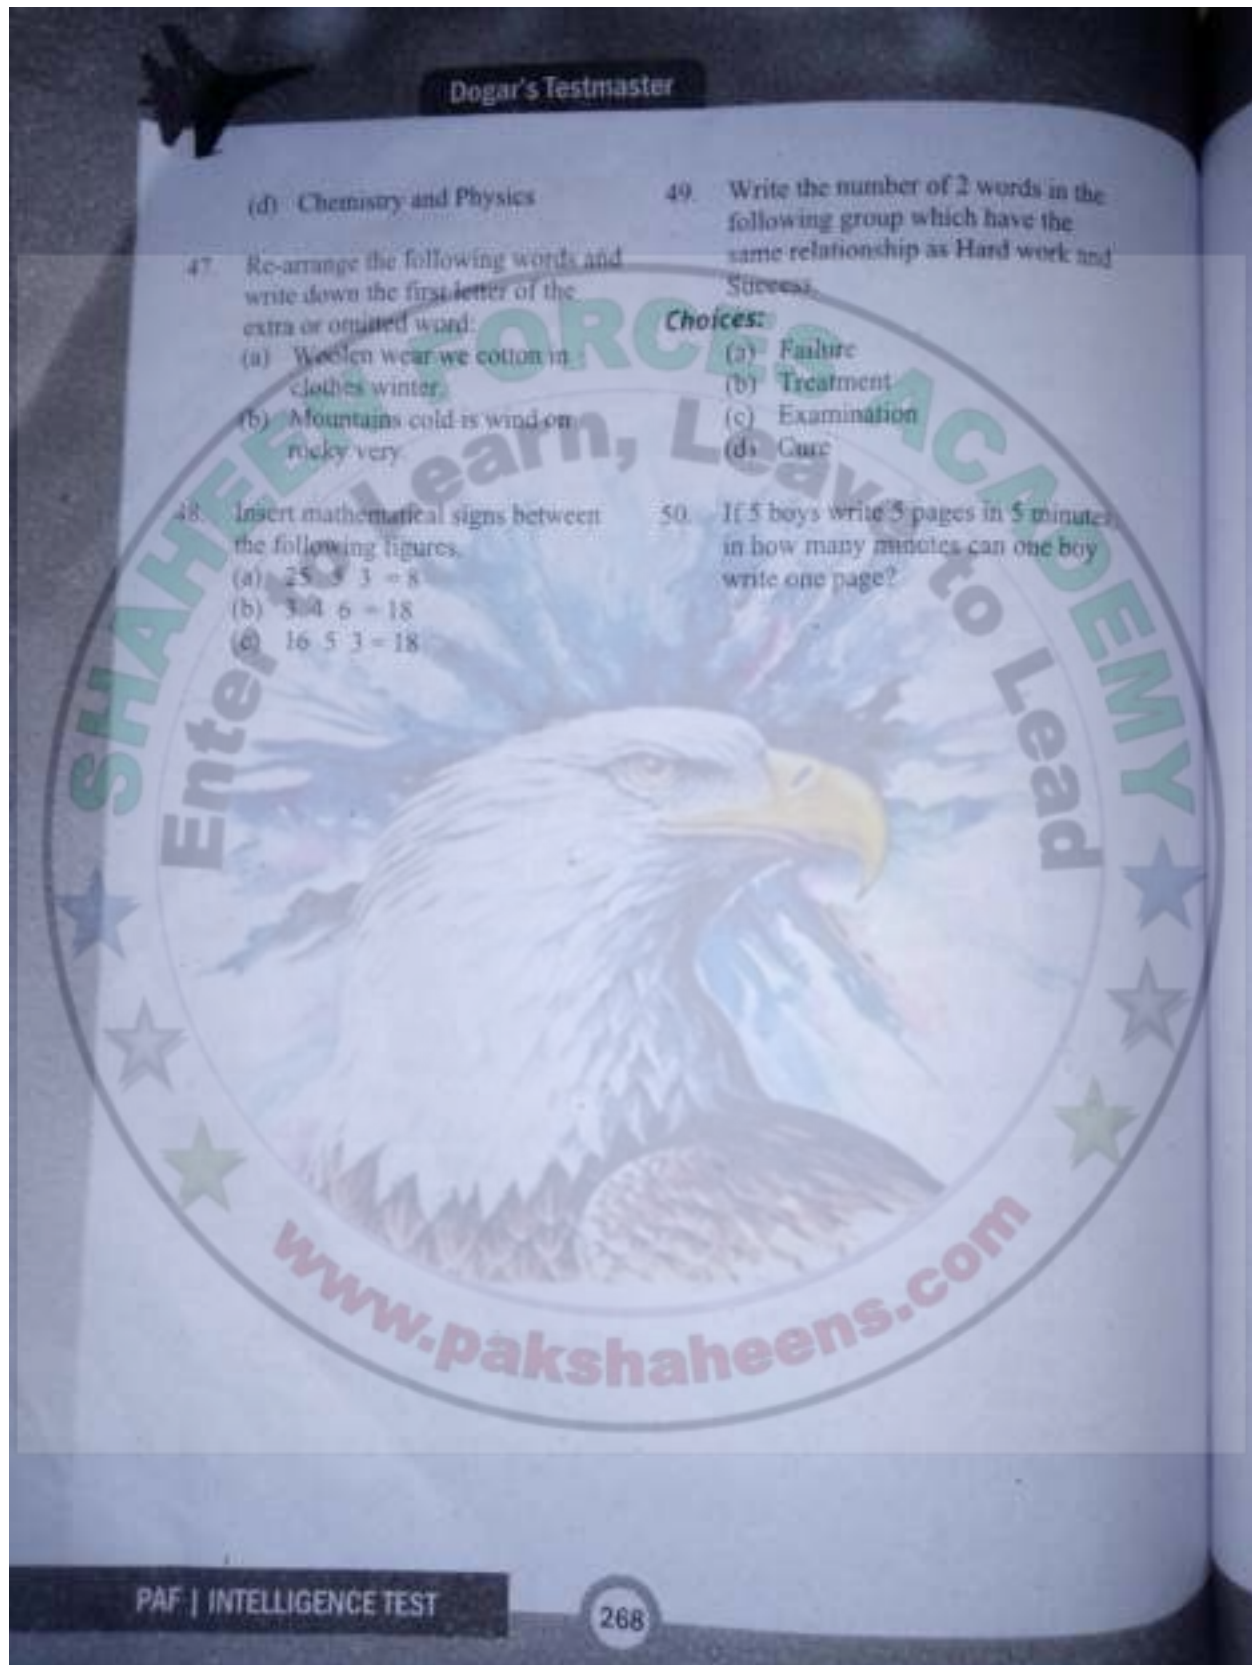 Dogar's Testmaster
(d) Chemistry and Physics
47. Re-arrange the following words and
write down the first letter of the
extra or omitted word:
(a) Woolen wear we cotton in
clothes winter.
(b) Mountains cold is wind on
rocky very.
48. Insert mathematical signs between
the following figures.
(a) 25 5 3 = 8
(b) 3 4 6 = 18
(c) 16 5 3 = 18
49. Write the number of 2 words in the
following group which have the
same relationship as Hard work and
Success.
Choices:
(a) Failure
(b) Treatment
(c) Examination
(d) Cure
50. If 5 boys write 5 pages in 5 minutes,
in how many minutes can one boy
write one page?
SHAHEEN FORCES ACADEMY
Enter to Learn, Leave to Lead
www.pakshaheens.com
PAF | INTELLIGENCE TEST
268